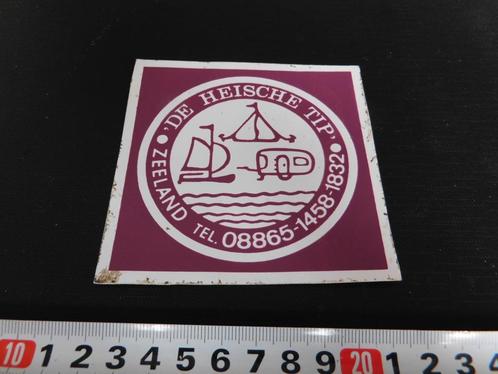 'DE HEISCHE TIP'
ZEELAND TEL. 08865-1458-1832
10 1 2 3 4 5 6 7 8 9 20 1 2 3 4